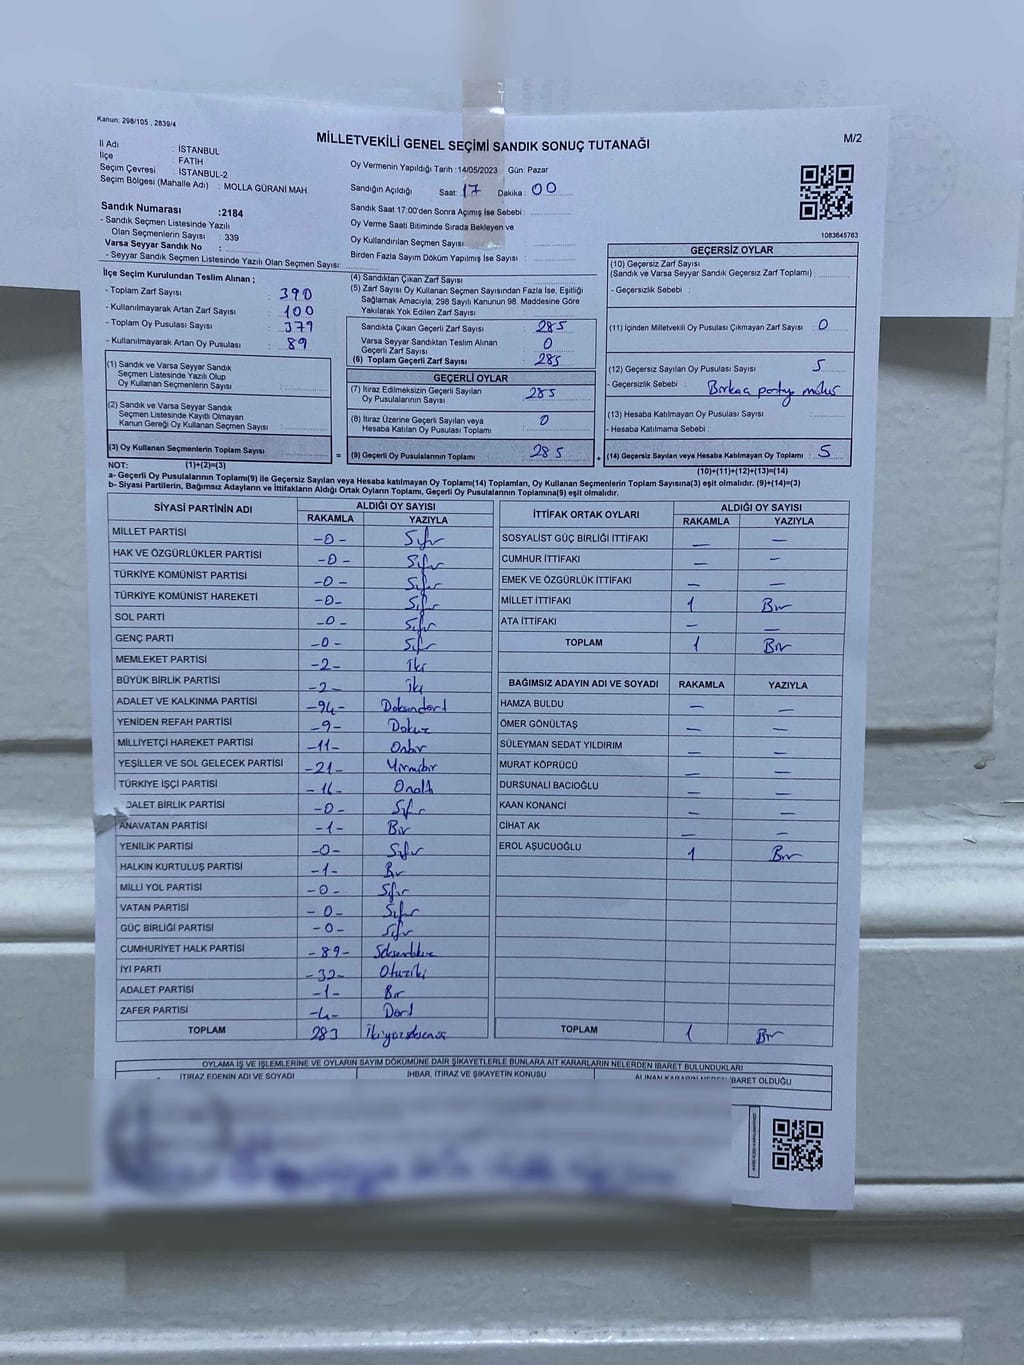 Kanun: 298/105 , 2839/4
MİLLETVEKİLİ GENEL SEÇİMİ SANDIK SONUÇ TUTANAĞI
M/2
İl Adı : İSTANBUL
İlçe : FATİH
Seçim Çevresi : İSTANBUL-2
Seçim Bölgesi (Mahalle Adı) : MOLLA GÜRANİ MAH.
Sandık Numarası :2184
- Sandık Seçmen Listesinde Yazılı
Olan Seçmenlerin Sayısı : 339
Varsa Seyyar Sandık No :
- Seyyar Sandık Seçmen Listesinde Yazılı Olan Seçmen Sayısı:
Oy Vermenin Yapıldığı Tarih :14/05/2023 Gün: Pazar
Sandığın Açıldığı Saat: 17 Dakika : 00
Sandık Saat 17:00'den Sonra Açılmış İse Sebebi :
Oy Verme Saati Bitiminde Sırada Bekleyen ve
Oy Kullandırılan Seçmen Sayısı :
Birden Fazla Sayım Döküm Yapılmış İse Sayısı :
1083645763
İlçe Seçim Kurulundan Teslim Alınan ;
- Toplam Zarf Sayısı : 390
- Kullanılmayarak Artan Zarf Sayısı : 100
- Toplam Oy Pusulası Sayısı : 379
- Kullanılmayarak Artan Oy Pusulası : 89
(1) Sandık ve Varsa Seyyar Sandık
Seçmen Listesinde Yazılı Olup
Oy Kullanan Seçmenlerin Sayısı :
(2) Sandık ve Varsa Seyyar Sandık
Seçmen Listesinde Kayıtlı Olmayan
Kanun Gereği Oy Kullanan Seçmen Sayısı :
(3) Oy Kullanan Seçmenlerin Toplam Sayısı :
(1)+(2)=(3)
(4) Sandıktan Çıkan Zarf Sayısı :
(5) Zarf Sayısı Oy Kullanan Seçmen Sayısından Fazla İse, Eşitliği
Sağlamak Amacıyla; 298 Sayılı Kanunun 98. Maddesine Göre
Yakılarak Yok Edilen Zarf Sayısı :
Sandıkta Çıkan Geçerli Zarf Sayısı : 285
Varsa Seyyar Sandıktan Teslim Alınan
Geçerli Zarf Sayısı : 0
(6) Toplam Geçerli Zarf Sayısı : 285
GEÇERLİ OYLAR
(7) İtiraz Edilmeksizin Geçerli Sayılan
Oy Pusulalarının Sayısı : 285
(8) İtiraz Üzerine Geçerli Sayılan veya
Hesaba Katılan Oy Pusulası Toplamı : 0
= (9) Geçerli Oy Pusulalarının Toplamı : 285 +
GEÇERSİZ OYLAR
(10) Geçersiz Zarf Sayısı
(Sandık ve Varsa Seyyar Sandık Geçersiz Zarf Toplamı) :
- Geçersizlik Sebebi :
(11) İçinden Milletvekili Oy Pusulası Çıkmayan Zarf Sayısı : 0
(12) Geçersiz Sayılan Oy Pusulası Sayısı : 5
- Geçersizlik Sebebi : Birkaç partiye mühür
(13) Hesaba Katılmayan Oy Pusulası Sayısı :
- Hesaba Katılmama Sebebi :
(14) Geçersiz Sayılan veya Hesaba Katılmayan Oy Toplamı : 5
(10)+(11)+(12)+(13)=(14)
NOT:
a- Geçerli Oy Pusulalarının Toplamı(9) ile Geçersiz Sayılan veya Hesaba Katılmayan Oy Toplamı(14) Toplamları, Oy Kullanan Seçmenlerin Toplam Sayısına(3) eşit olmalıdır. (9)+(14)=(3)
b- Siyasi Partilerin, Bağımsız Adayların ve İttifakların Aldığı Ortak Oyların Toplamı, Geçerli Oy Pusulalarının Toplamına(9) eşit olmalıdır.
SİYASİ PARTİNİN ADI ALDIĞI OY SAYISI
RAKAMLA YAZIYLA
MİLLET PARTİSİ -0- Sıfır
HAK VE ÖZGÜRLÜKLER PARTİSİ -0- Sıfır
TÜRKİYE KOMÜNİST PARTİSİ -0- Sıfır
TÜRKİYE KOMÜNİST HAREKETİ -0- Sıfır
SOL PARTİ -0- Sıfır
GENÇ PARTİ -0- Sıfır
MEMLEKET PARTİSİ -2- İki
BÜYÜK BİRLİK PARTİSİ -2- İki
ADALET VE KALKINMA PARTİSİ -94- Doksandört
YENİDEN REFAH PARTİSİ -9- Dokuz
MİLLİYETÇİ HAREKET PARTİSİ -11- Onbir
YEŞİLLER VE SOL GELECEK PARTİSİ -21- Yirmibir
TÜRKİYE İŞÇİ PARTİSİ -16- Onaltı
DALET BİRLİK PARTİSİ -0- Sıfır
ANAVATAN PARTİSİ -1- Bir
YENİLİK PARTİSİ -0- Sıfır
HALKIN KURTULUŞ PARTİSİ -1- Bir
MİLLİ YOL PARTİSİ -0- Sıfır
VATAN PARTİSİ -0- Sıfır
GÜÇ BİRLİĞİ PARTİSİ -0- Sıfır
CUMHURİYET HALK PARTİSİ -89- Seksendokuz
İYİ PARTİ -32- Otuziki
ADALET PARTİSİ -1- Bir
ZAFER PARTİSİ -4- Dört
TOPLAM 283 İkiyüzseksenüç
İTTİFAK ORTAK OYLARI ALDIĞI OY SAYISI
RAKAMLA YAZIYLA
SOSYALİST GÜÇ BİRLİĞİ İTTİFAKI — —
CUMHUR İTTİFAKI — —
EMEK VE ÖZGÜRLÜK İTTİFAKI — —
MİLLET İTTİFAKI 1 Bir
ATA İTTİFAKI — —
TOPLAM 1 Bir
BAĞIMSIZ ADAYIN ADI VE SOYADI RAKAMLA YAZIYLA
HAMZA BULDU — —
ÖMER GÖNÜLTAŞ — —
SÜLEYMAN SEDAT YILDIRIM — —
MURAT KÖPRÜCÜ — —
DURSUNALİ BACIOĞLU — —
KAAN KONANCİ — —
CİHAT AK — —
EROL AŞUCUOĞLU 1 Bir
TOPLAM 1 Bir
OYLAMA İŞ VE İŞLEMLERİNE VE OYLARIN SAYIM DÖKÜMÜNE DAİR ŞİKAYETLERLE BUNLARA AİT KARARLARIN NELERDEN İBARET BULUNDUKLARI
İTİRAZ EDENİN ADI VE SOYADI İHBAR, İTİRAZ VE ŞİKAYETİN KONUSU ALINAN KARARIN NEDEN İBARET OLDUĞU